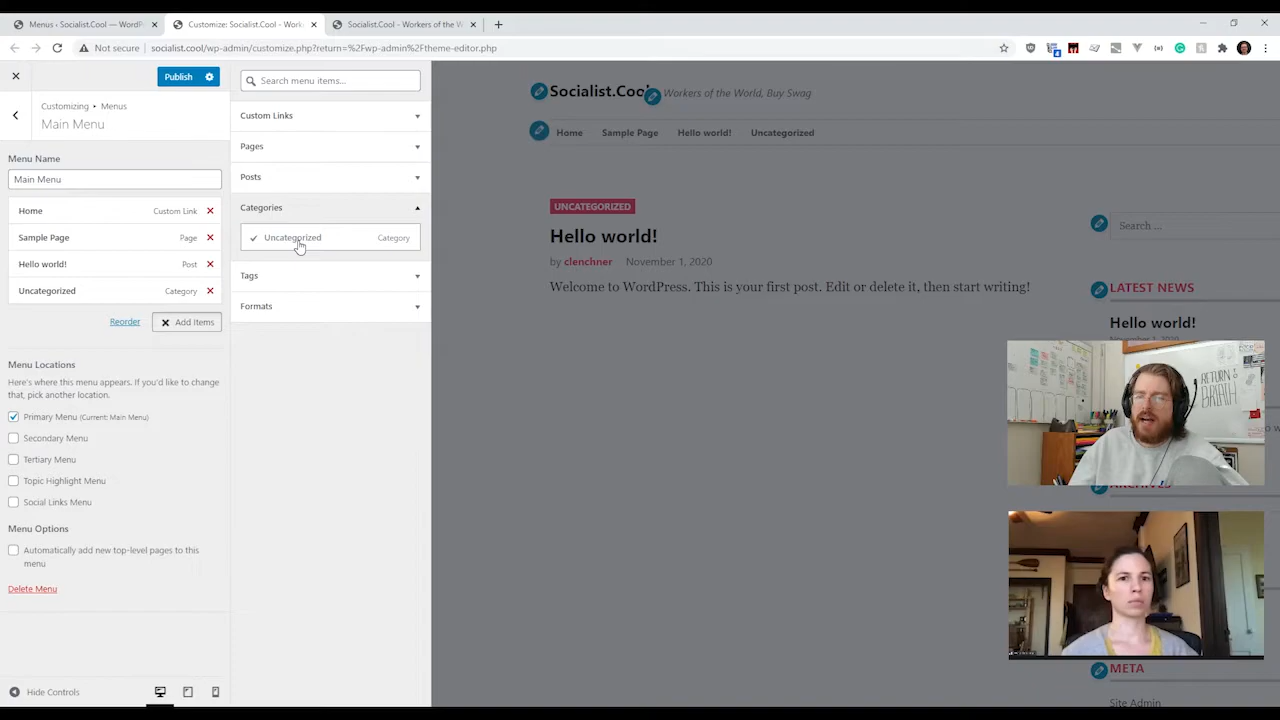 Menus ‹ Socialist.Cool — WordP
Customize: Socialist.Cool - Work
Socialist.Cool - Workers of the W
Not secure
socialist.cool/wp-admin/customize.php?return=%2Fwp-admin%2Ftheme-editor.php
Publish
Customizing ▸ Menus
Main Menu
Menu Name
Main Menu
Home Custom Link
Sample Page Page
Hello world! Post
Uncategorized Category
Reorder
Add Items
Menu Locations
Here's where this menu appears. If you'd like to change
that, pick another location.
Primary Menu (Current: Main Menu)
Secondary Menu
Tertiary Menu
Topic Highlight Menu
Social Links Menu
Menu Options
Automatically add new top-level pages to this
menu
Delete Menu
Hide Controls
Search menu items...
Custom Links
Pages
Posts
Categories
Uncategorized Category
Tags
Formats
Socialist.Cool
Workers of the World, Buy Swag
Home Sample Page Hello world! Uncategorized
UNCATEGORIZED
Hello world!
by clenchner November 1, 2020
Welcome to WordPress. This is your first post. Edit or delete it, then start writing!
Search ...
LATEST NEWS
Hello world!
RETURN
BREATH
ARCHIVES
META
Site Admin